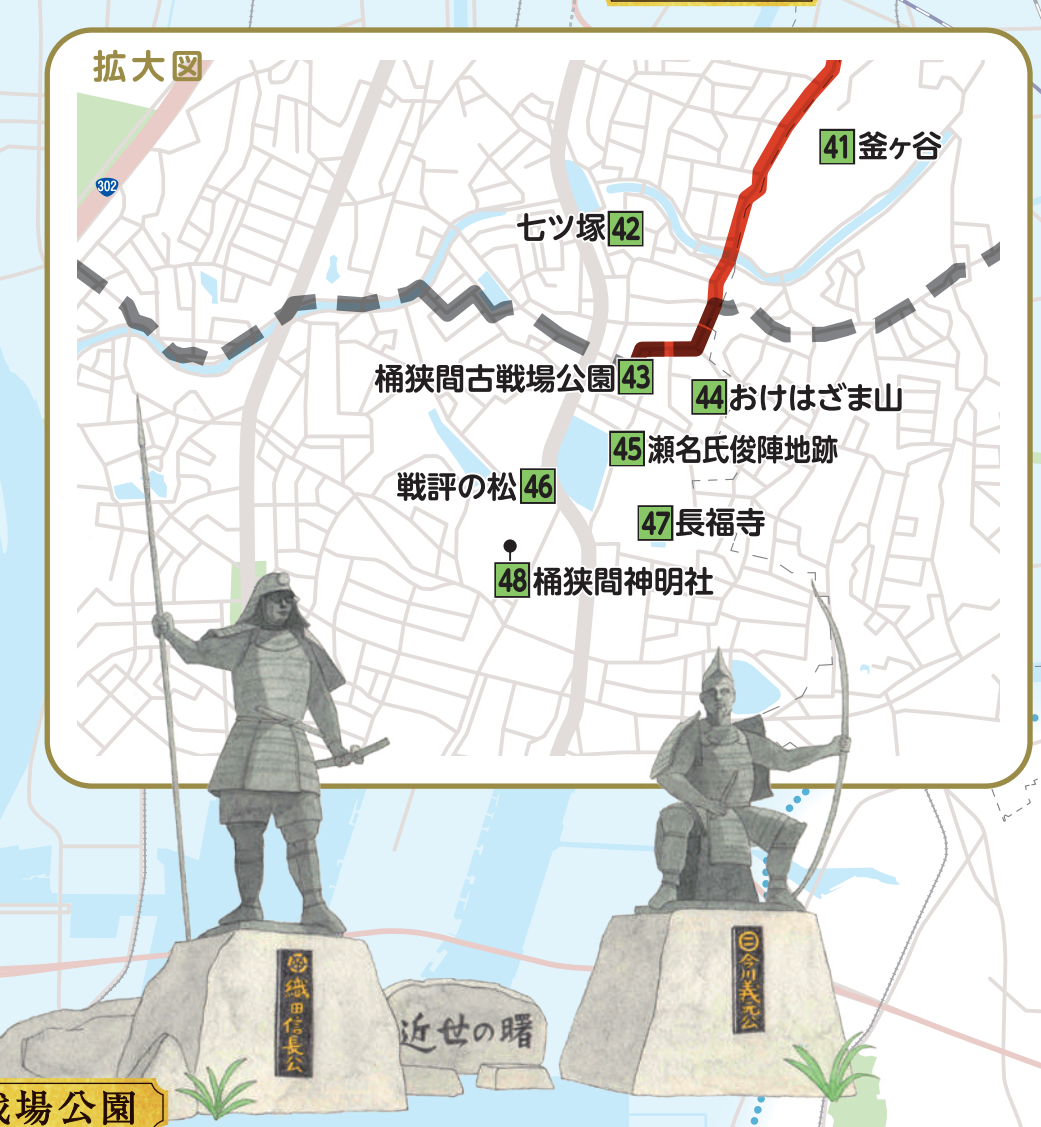 拡大図
302
41 釜ヶ谷
七ツ塚 42
桶狭間古戦場公園 43
44 おけはざま山
45 瀬名氏俊陣地跡
戦評の松 46
47 長福寺
48 桶狭間神明社
織田信長公
今川義元公
近世の曙
戦場公園